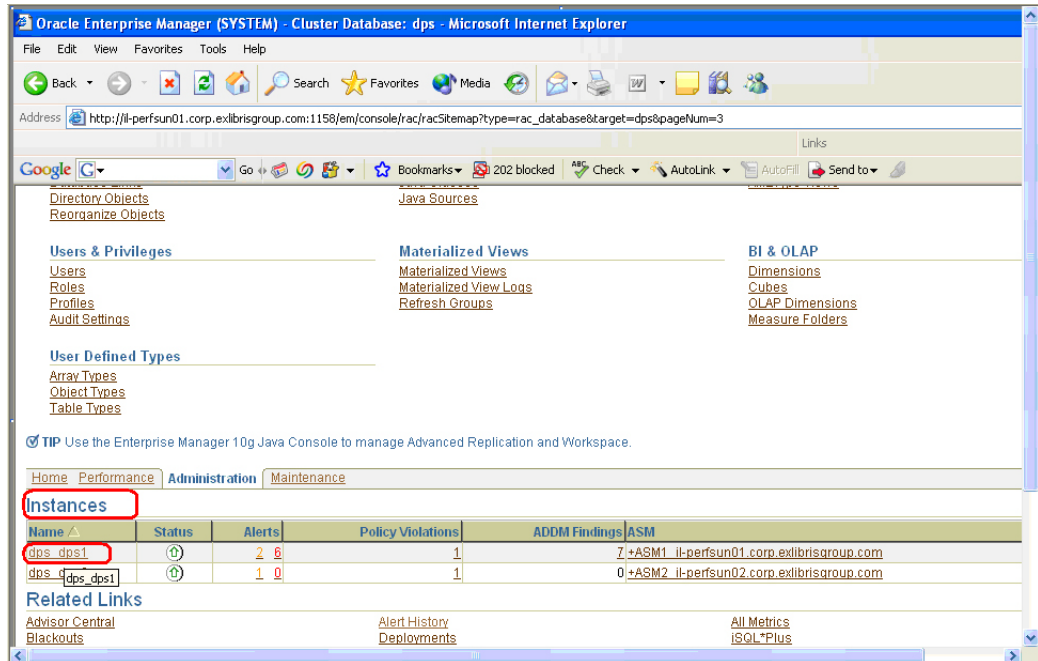 Oracle Enterprise Manager (SYSTEM) - Cluster Database: dps - Microsoft Internet Explorer
File Edit View Favorites Tools Help
Back Search Favorites Media
Address http://il-perfsun01.corp.exlibrisgroup.com:1158/em/console/rac/racSitemap?type=rac_database&target=dps&pageNum=3
Links
Google G Go Bookmarks 202 blocked ABC Check AutoLink AutoFill Send to
Directory Objects Java Sources
Reorganize Objects
Users & Privileges Materialized Views BI & OLAP
Users Materialized Views Dimensions
Roles Materialized View Logs Cubes
Profiles Refresh Groups OLAP Dimensions
Audit Settings Measure Folders
User Defined Types
Array Types
Object Types
Table Types
TIP Use the Enterprise Manager 10g Java Console to manage Advanced Replication and Workspace.
Home Performance Administration Maintenance
Instances
Name Status Alerts Policy Violations ADDM Findings ASM
dps_dps1 2 6 1 7 +ASM1_il-perfsun01.corp.exlibrisgroup.com
1 0 1 0 +ASM2_il-perfsun02.corp.exlibrisgroup.com
dps_dps1
Related Links
Advisor Central Alert History All Metrics
Blackouts Deployments iSQL*Plus